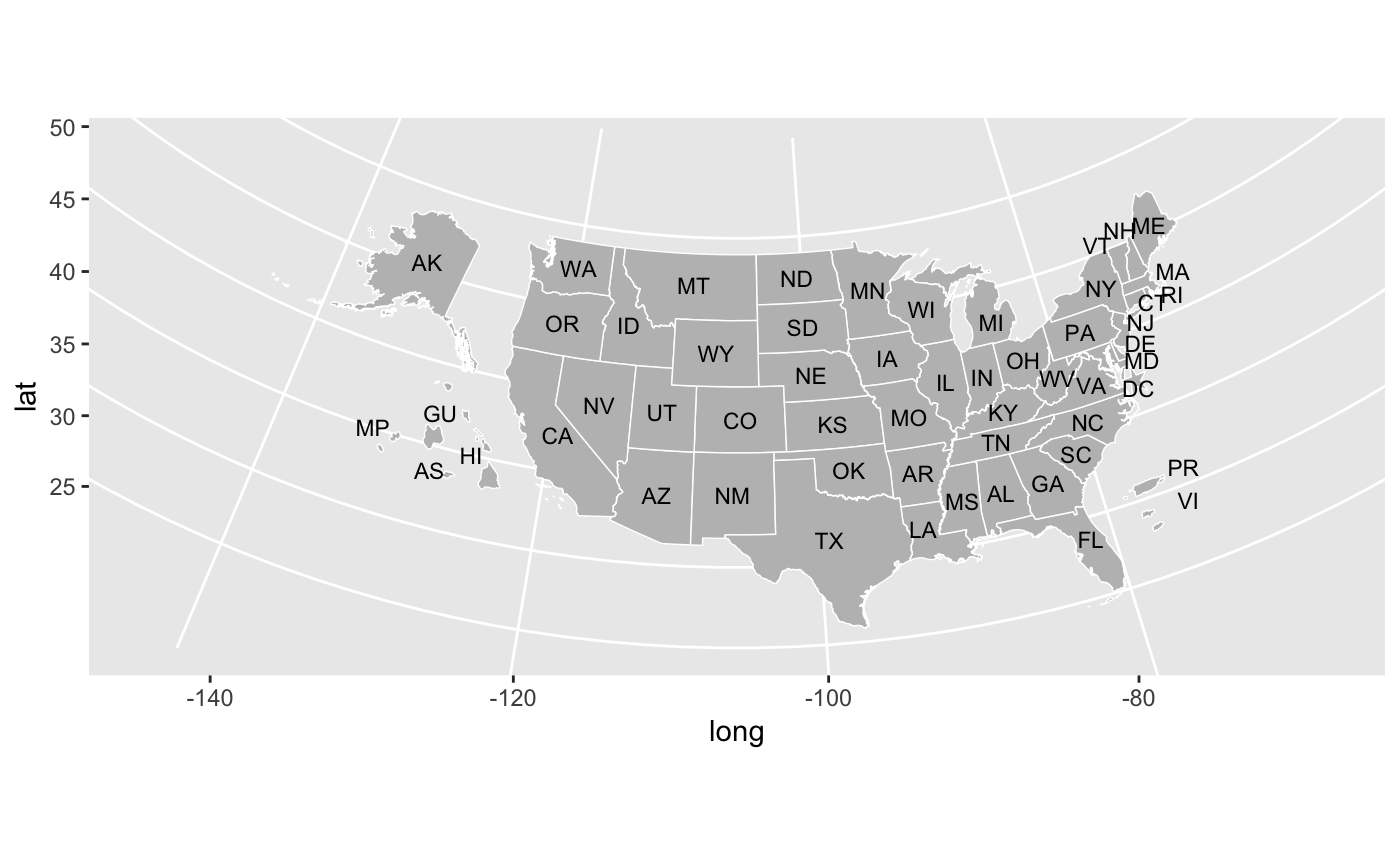 50
45
40
35
30
25
lat
AK
WA
MT
ND
MN
ME
NH
VT
MA
RI
CT
NY
OR
ID
SD
WI
MI
PA
NJ
DE
MD
WY
IA
NE
IL
IN
OH
WV
VA
DC
NV
UT
CO
KS
MO
KY
NC
CA
TN
SC
MP
GU
HI
AS
AZ
NM
OK
AR
MS
AL
GA
PR
VI
TX
LA
FL
-140
-120
-100
-80
long